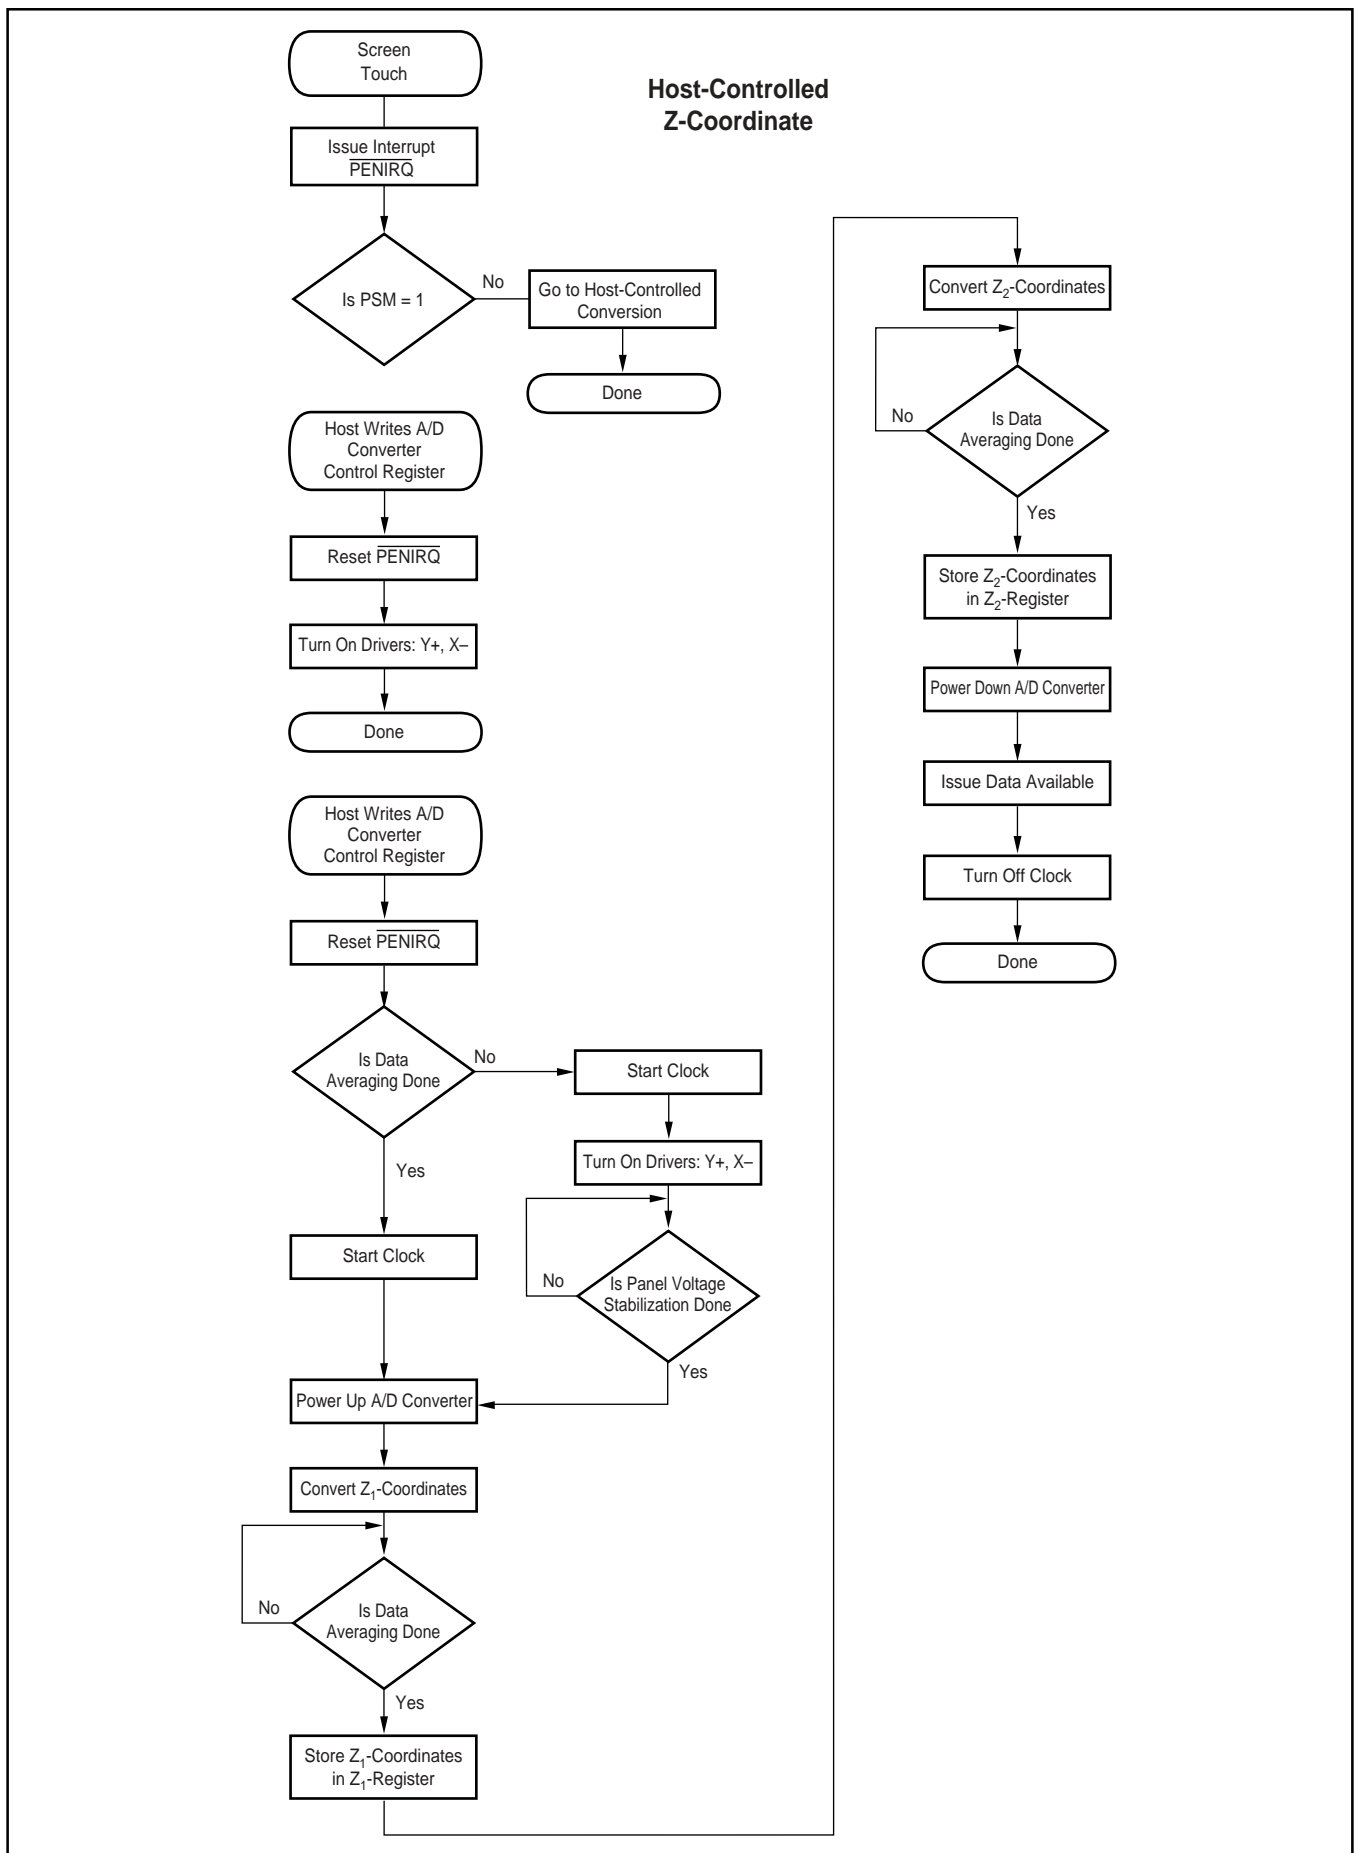 Host-Controlled
Z-Coordinate
Screen
Touch
Issue Interrupt
PENIRQ
Is PSM = 1
No
Go to Host-Controlled
Conversion
Done
Host Writes A/D
Converter
Control Register
Reset PENIRQ
Turn On Drivers: Y+, X–
Done
Host Writes A/D
Converter
Control Register
Reset PENIRQ
Is Data
Averaging Done
No
Start Clock
Turn On Drivers: Y+, X–
No
Is Panel Voltage
Stabilization Done
Yes
Yes
Start Clock
Power Up A/D Converter
Convert Z1-Coordinates
No
Is Data
Averaging Done
Yes
Store Z1-Coordinates
in Z1-Register
Convert Z2-Coordinates
No
Is Data
Averaging Done
Yes
Store Z2-Coordinates
in Z2-Register
Power Down A/D Converter
Issue Data Available
Turn Off Clock
Done